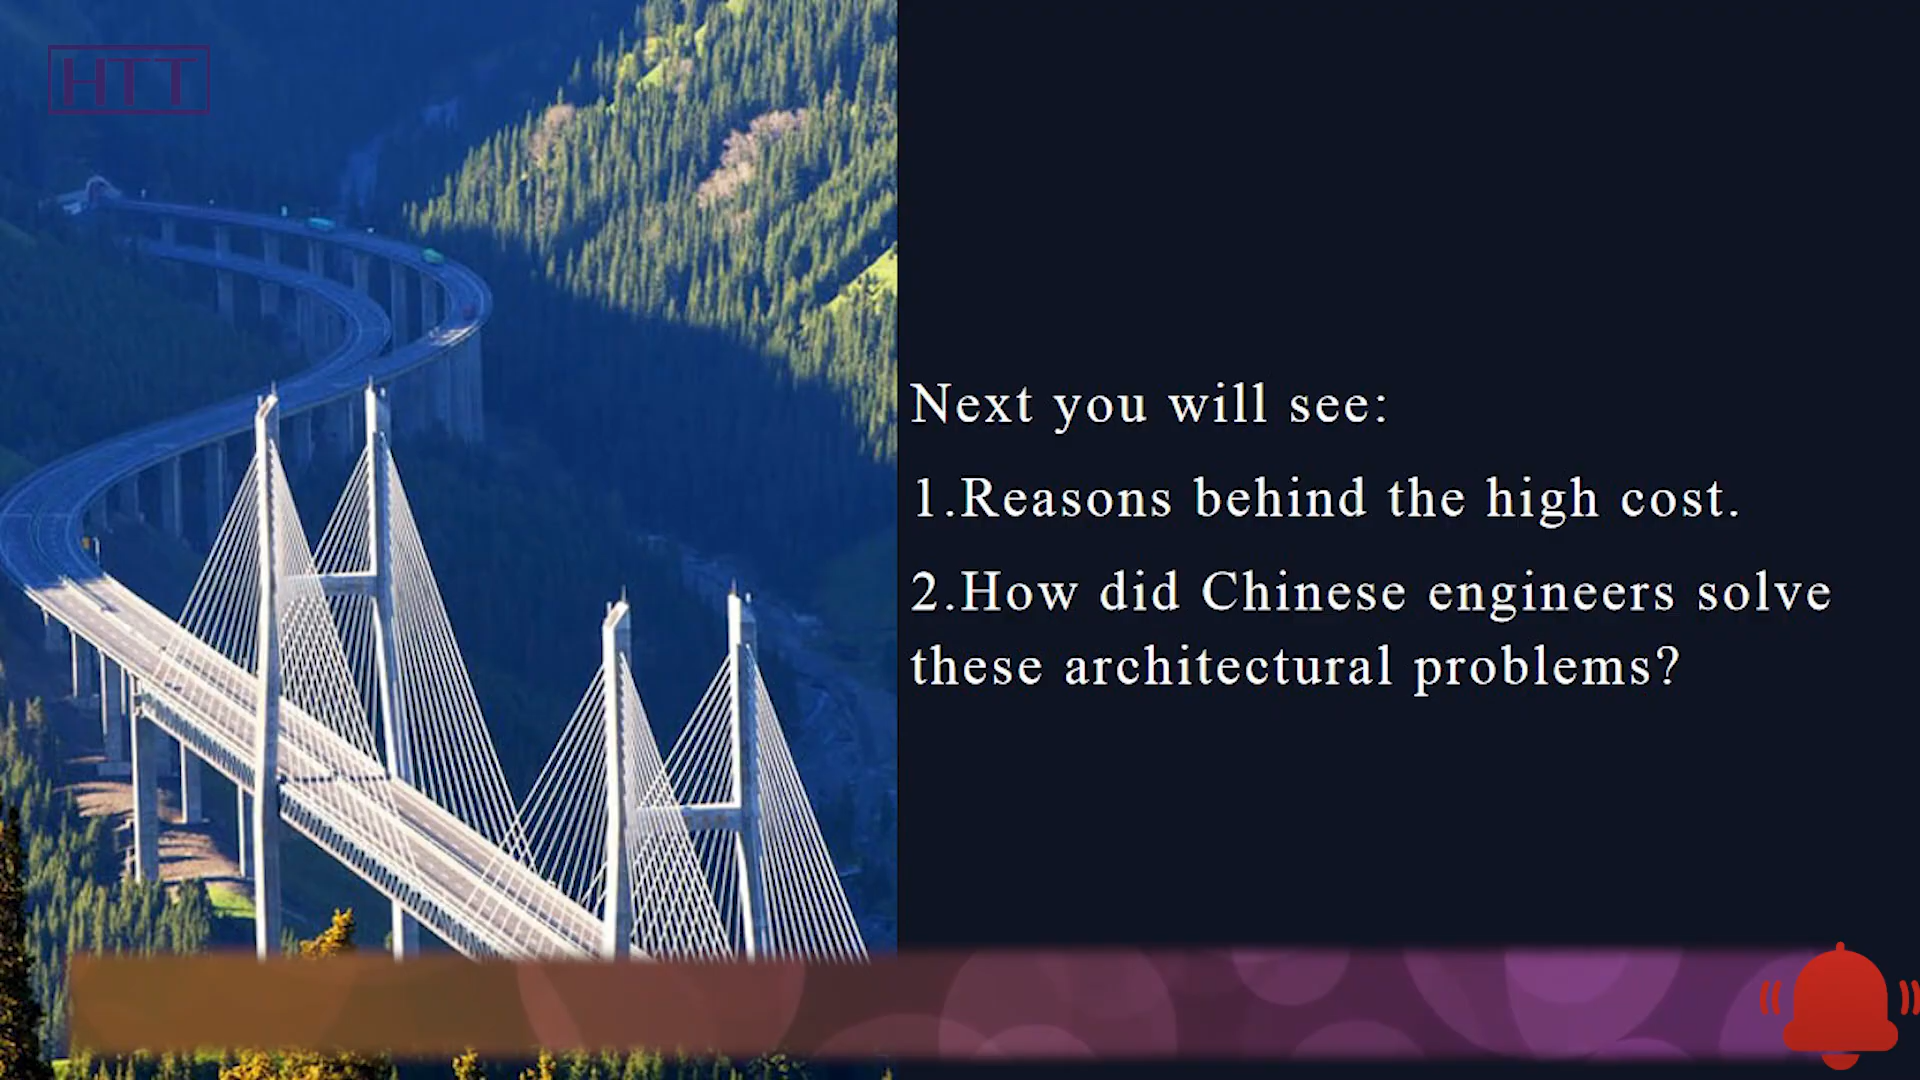 HTT
Next you will see:
1.Reasons behind the high cost.
2.How did Chinese engineers solve
these architectural problems?